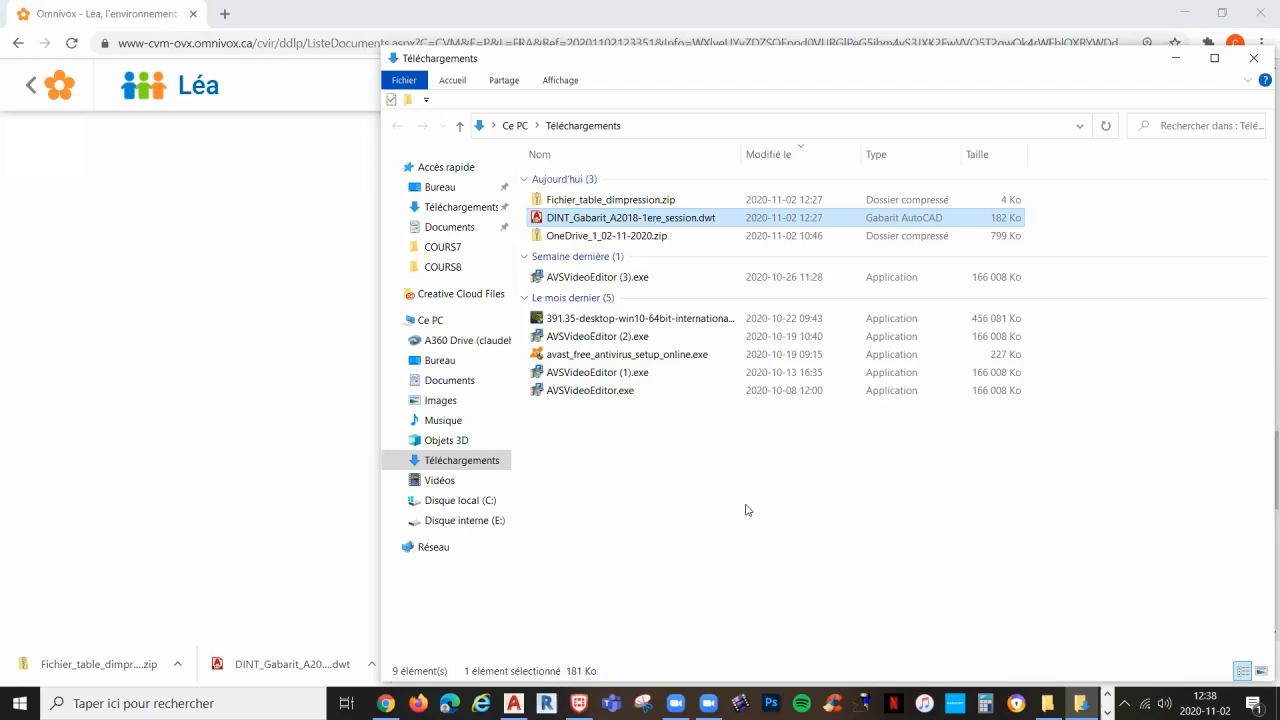 Omnivox - Léa, l'environnement
www-cvm-ovx.omnivox.ca/cvir/ddlp/ListeDocuments.aspx?
Léa
Téléchargements
Fichier Accueil Partage Affichage
Ce PC > Téléchargements
Rechercher dans : Télé...
Nom Modifié le Type Taille
Aujourd'hui (3)
Fichier_table_dimpression.zip 2020-11-02 12:27 Dossier compressé 4 Ko
DINT_Gabarit_A2018-1ere_session.dwt 2020-11-02 12:27 Gabarit AutoCAD 182 Ko
OneDrive_1_02-11-2020.zip 2020-11-02 10:46 Dossier compressé 799 Ko
Semaine dernière (1)
AVSVideoEditor (3).exe 2020-10-26 11:28 Application 166 008 Ko
Le mois dernier (5)
391.35-desktop-win10-64bit-internationa... 2020-10-22 09:43 Application 456 081 Ko
AVSVideoEditor (2).exe 2020-10-19 10:40 Application 166 008 Ko
avast_free_antivirus_setup_online.exe 2020-10-19 09:15 Application 227 Ko
AVSVideoEditor (1).exe 2020-10-13 16:35 Application 166 008 Ko
AVSVideoEditor.exe 2020-10-08 12:00 Application 166 008 Ko
Accès rapide
Bureau
Téléchargements
Documents
COURS7
COURS8
Creative Cloud Files
Ce PC
A360 Drive (claudeh
Bureau
Documents
Images
Musique
Objets 3D
Téléchargements
Vidéos
Disque local (C:)
Disque interne (E:)
Réseau
9 élément(s) 1 élément sélectionné 181 Ko
Fichier_table_dimpr....zip
DINT_Gabarit_A20....dwt
Taper ici pour rechercher
12:38
2020-11-02